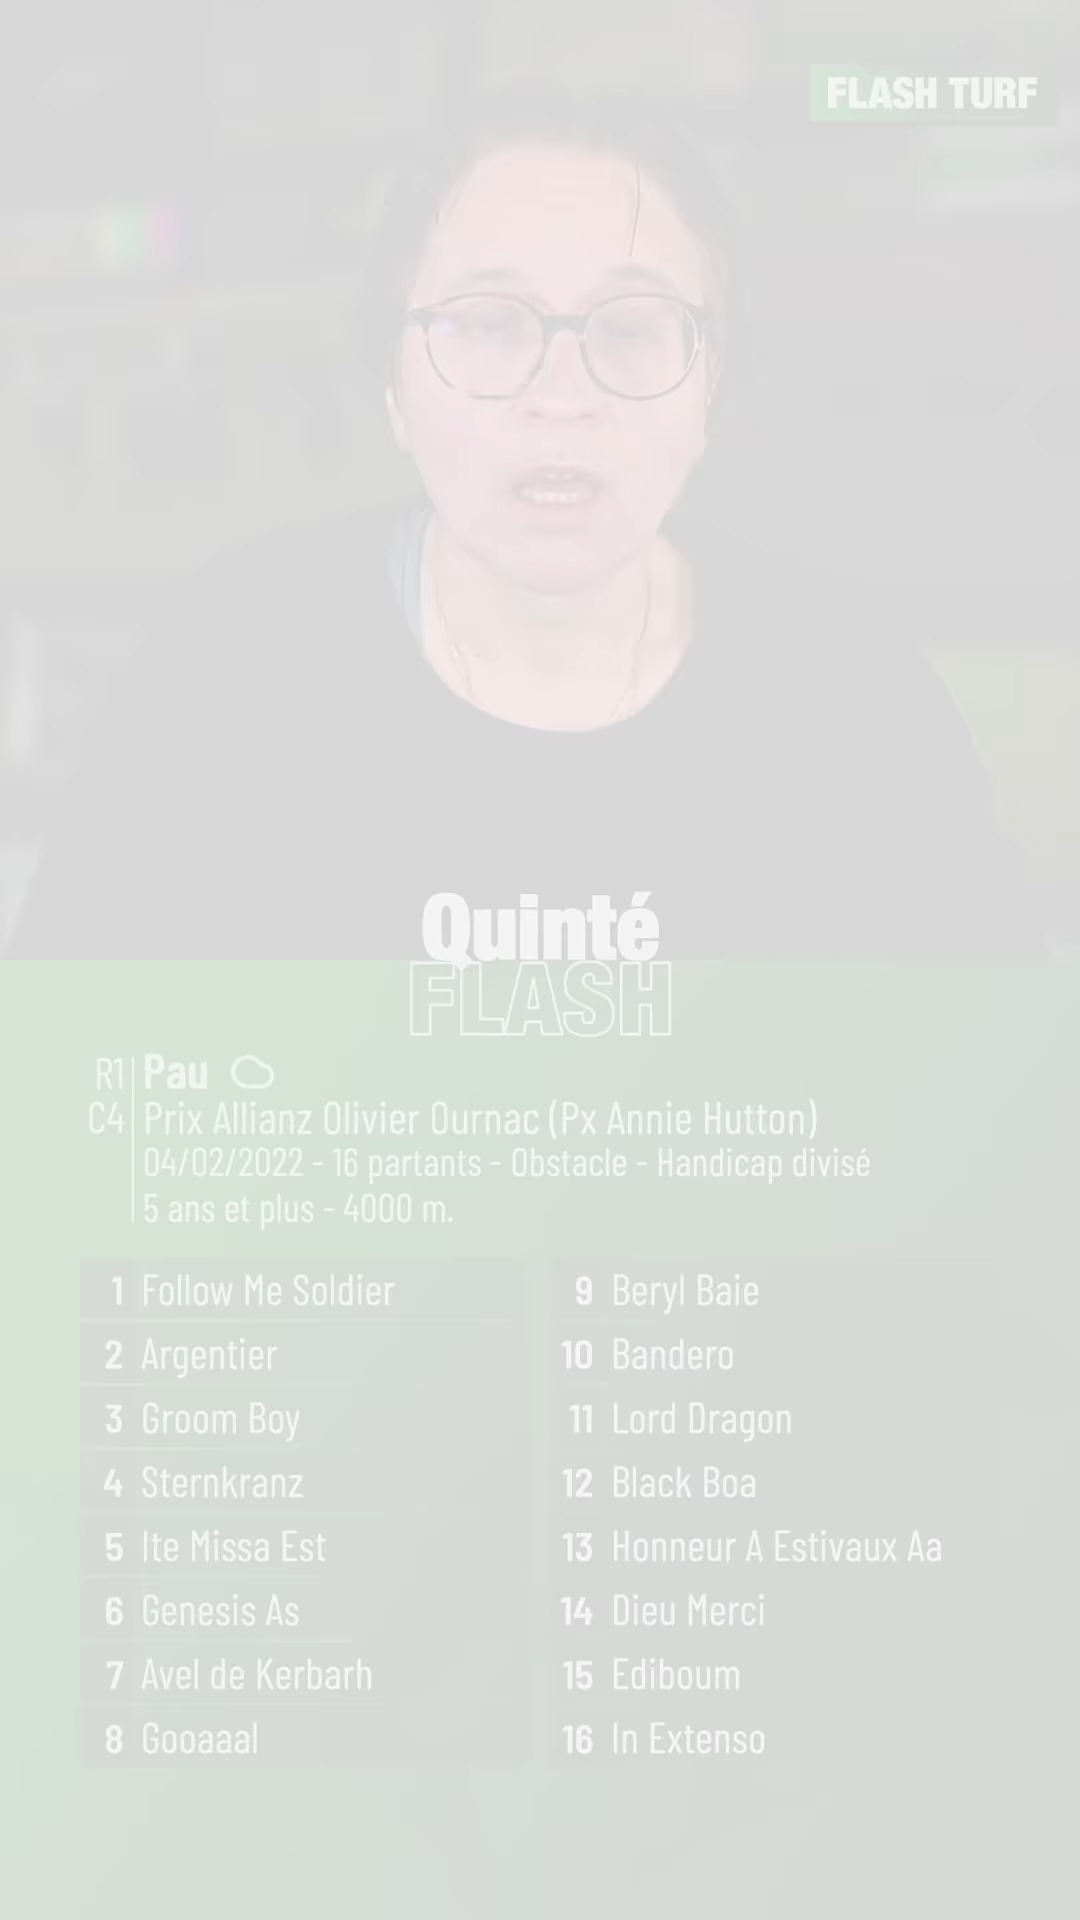 FLASH TURF
Quinté
FLASH
R1 Pau
C4 Prix Allianz Olivier Ournac (Px Annie Hutton)
04/02/2022 - 16 partants - Obstacle - Handicap divisé
5 ans et plus - 4000 m.
1 Follow Me Soldier
2 Argentier
3 Groom Boy
4 Sternkranz
5 Ite Missa Est
6 Genesis As
7 Avel de Kerbarh
8 Gooaaal
9 Beryl Baie
10 Bandero
11 Lord Dragon
12 Black Boa
13 Honneur A Estivaux Aa
14 Dieu Merci
15 Ediboum
16 In Extenso